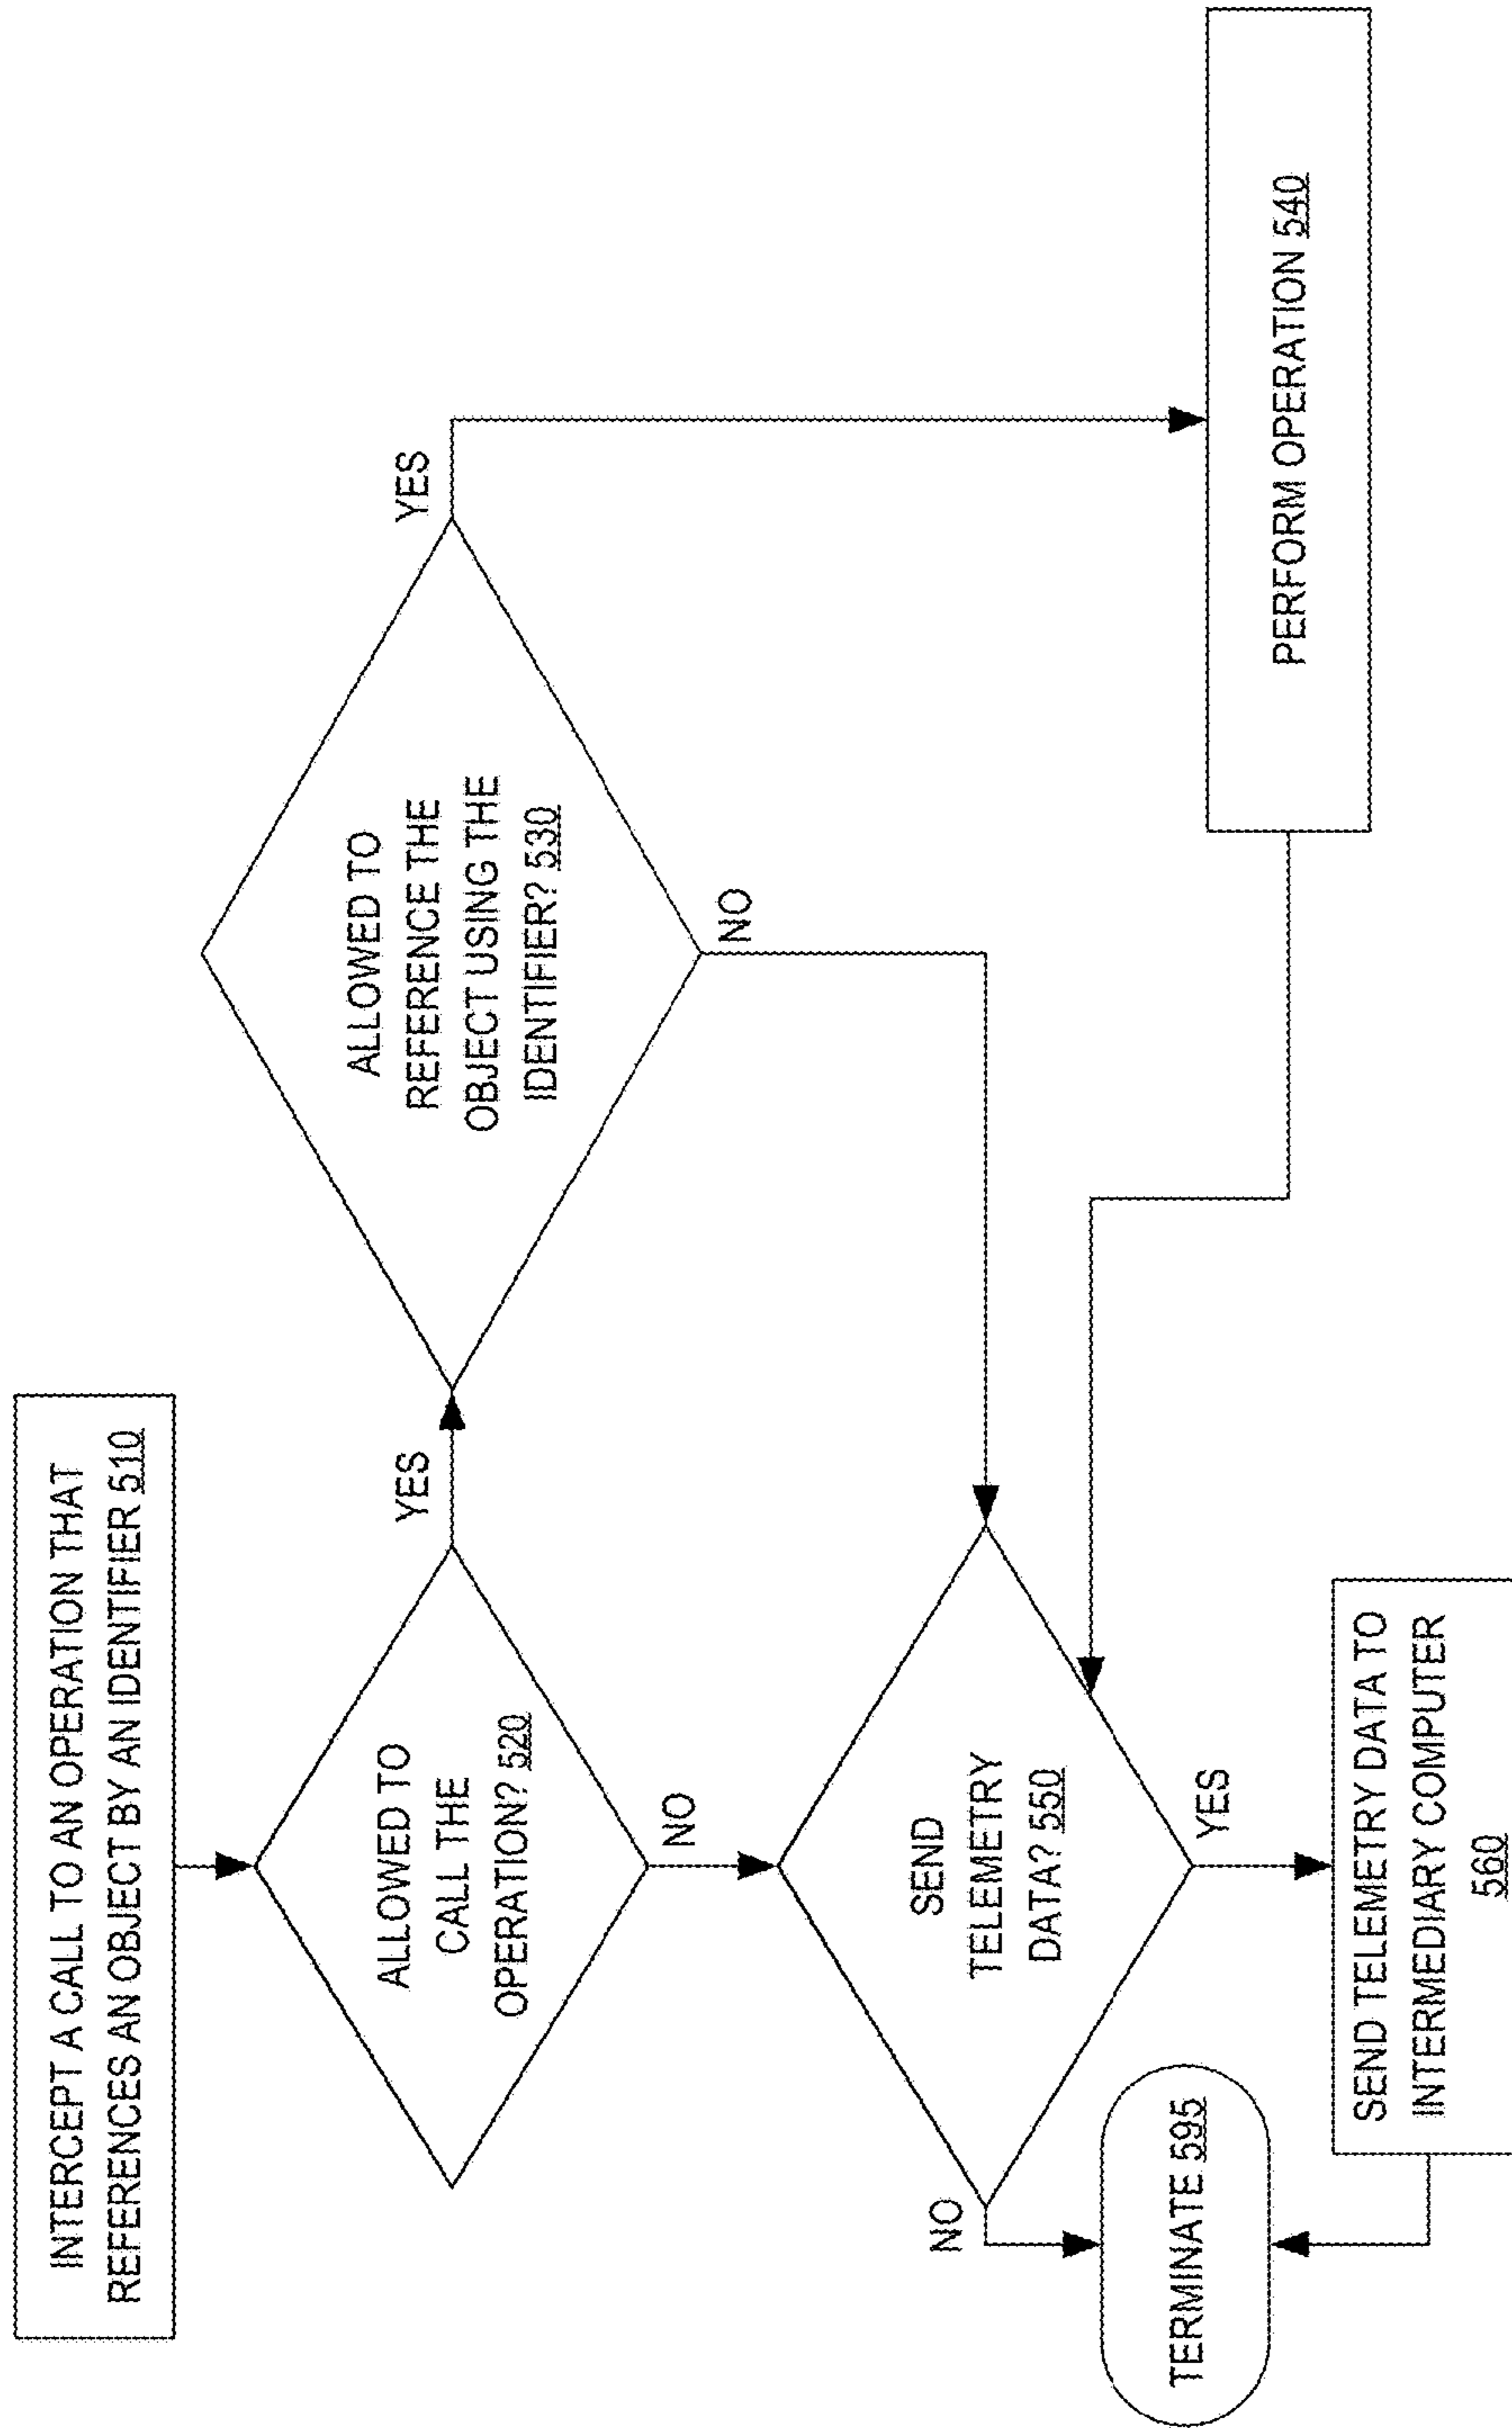 INTERCEPT A CALL TO AN OPERATION THAT
REFERENCES AN OBJECT BY AN IDENTIFIER 510
ALLOWED TO
CALL THE
OPERATION? 520
YES
NO
ALLOWED TO
REFERENCE THE
OBJECT USING THE
IDENTIFIER? 530
YES
NO
PERFORM OPERATION 540
SEND
TELEMETRY
DATA? 550
NO
YES
TERMINATE 595
SEND TELEMETRY DATA TO
INTERMEDIARY COMPUTER
560